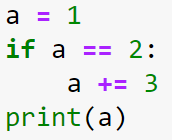 a = 1
if a == 2:
    a += 3
print(a)